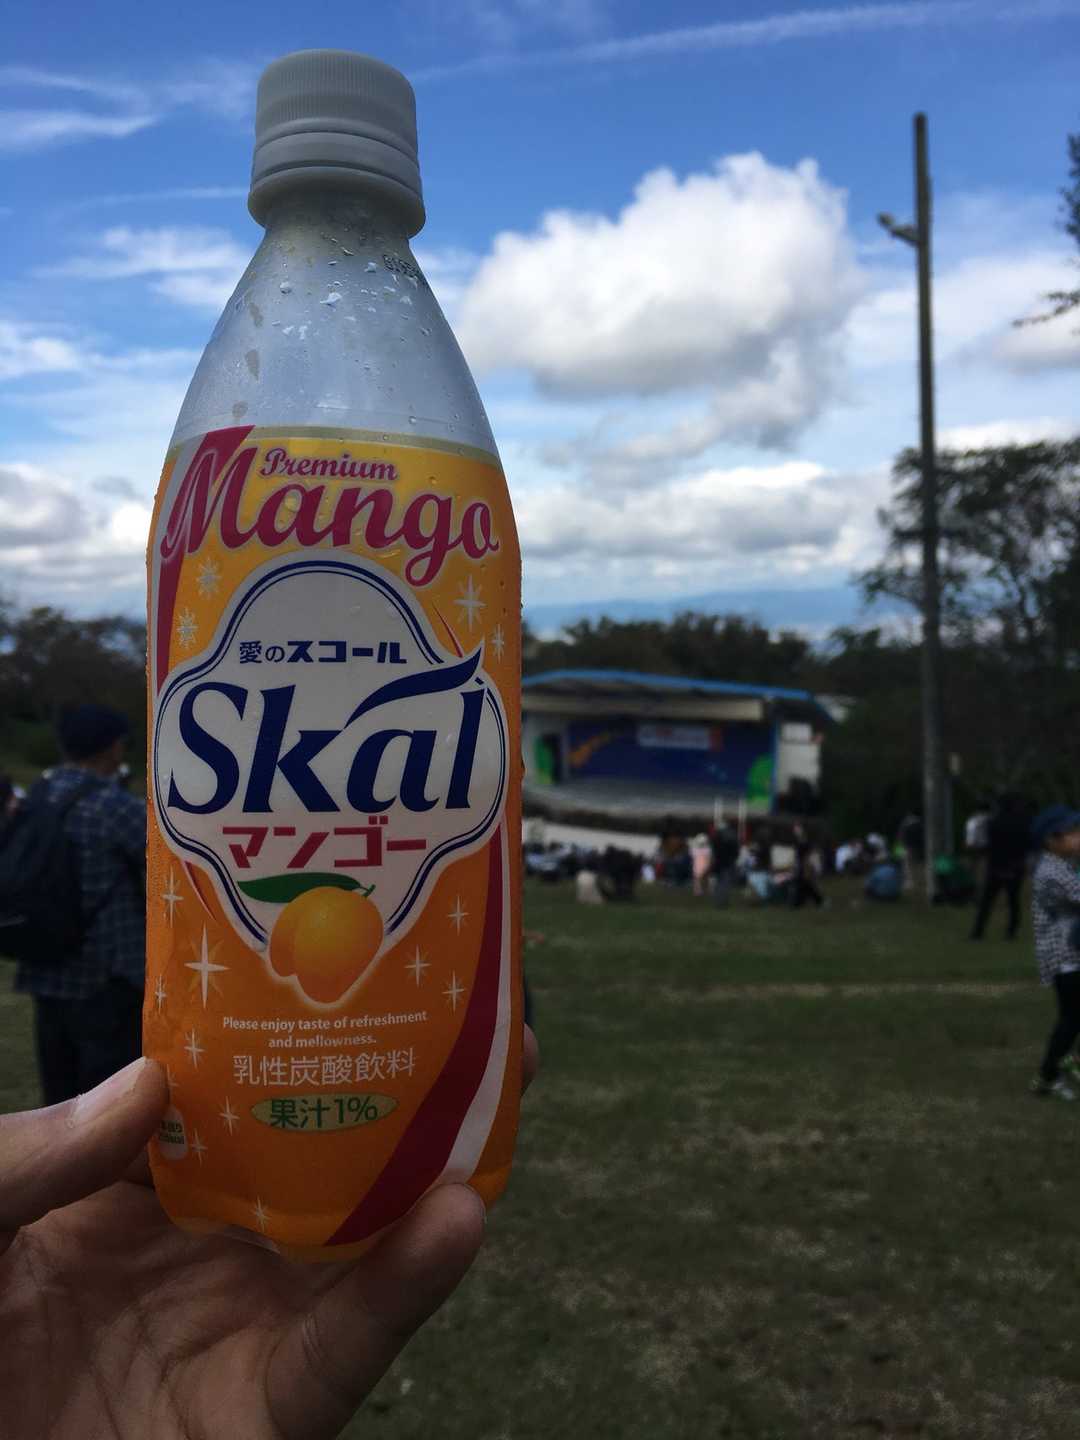 Premium
Mango
愛のスコール
Skal
マンゴー
Please enjoy taste of refreshment
and mellowness.
乳性炭酸飲料
果汁1%